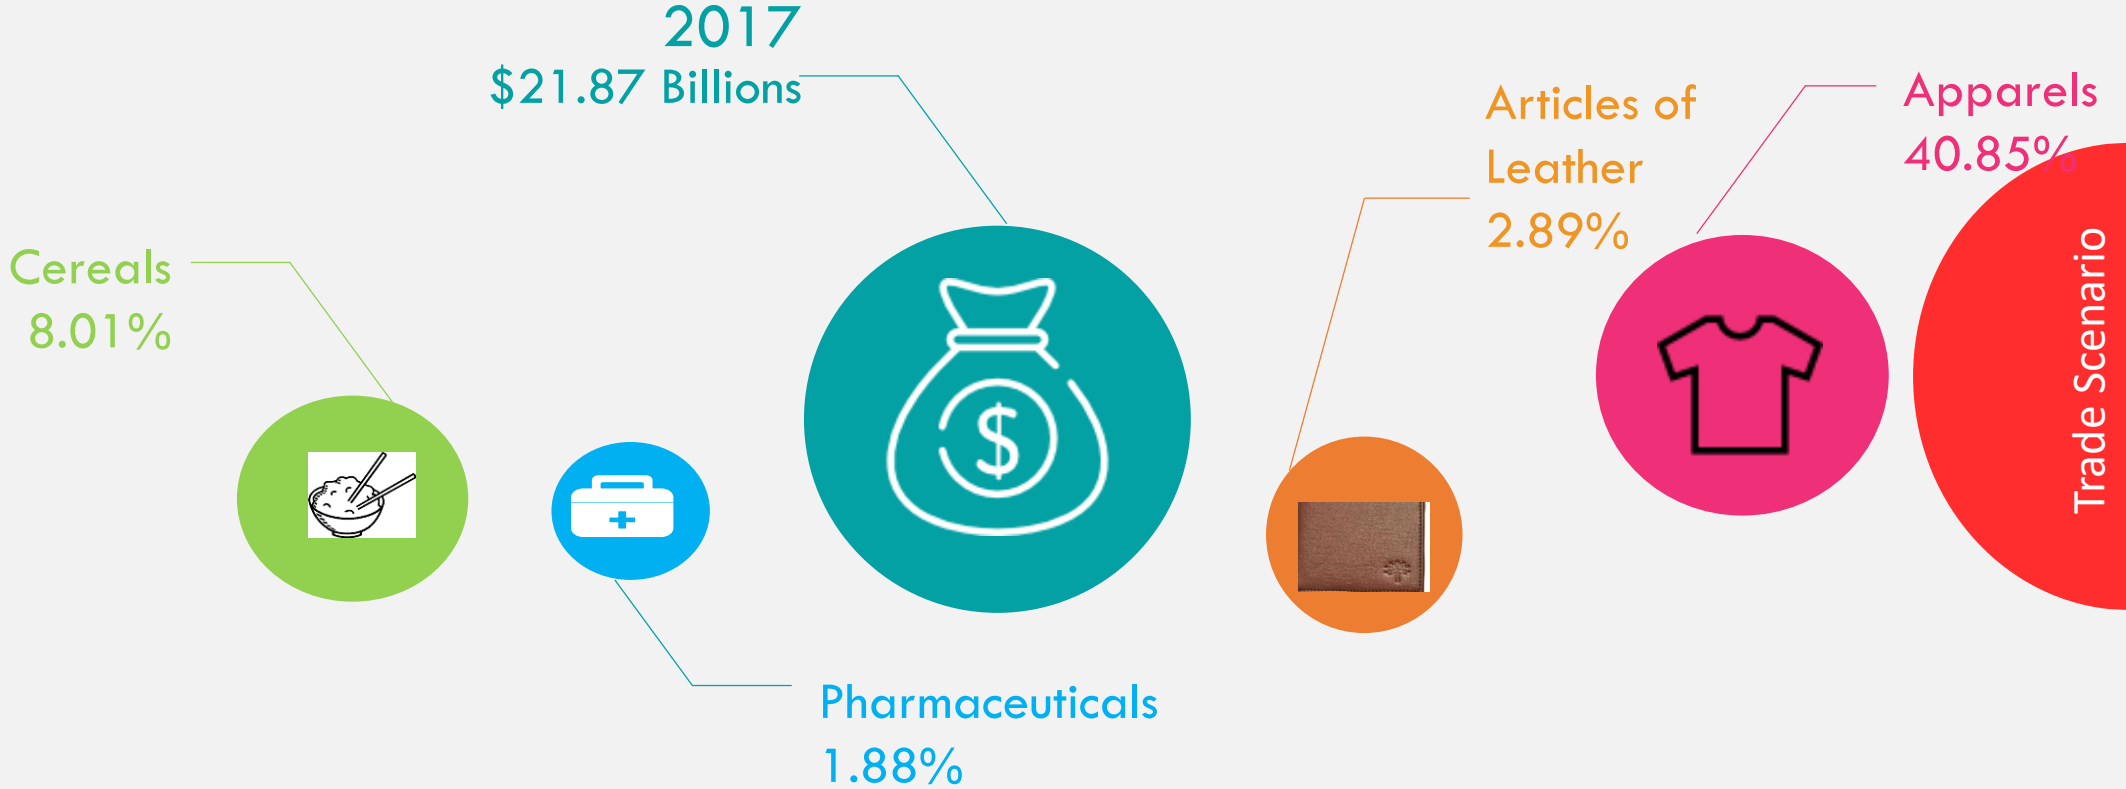 2017
$21.87 Billions
Articles of
Leather
2.89%
Apparels
40.85%
Cereals
8.01%
$
Pharmaceuticals
1.88%
Trade Scenario